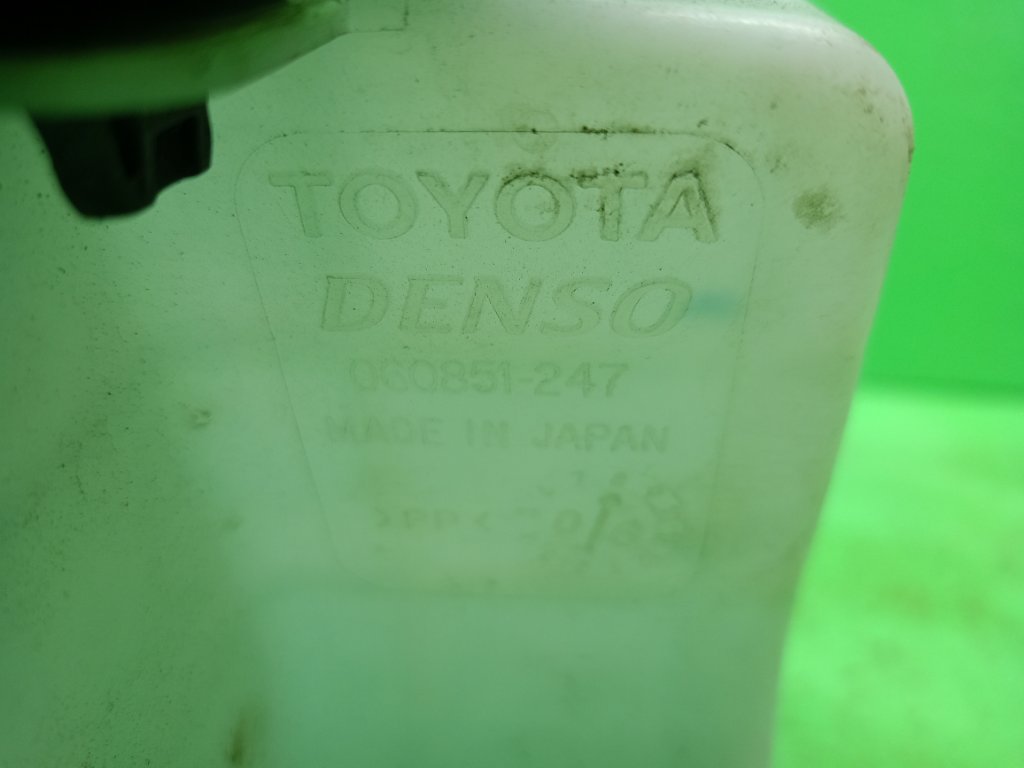 TOYOTA
DENSO
060851-247
MADE IN JAPAN
>PP<